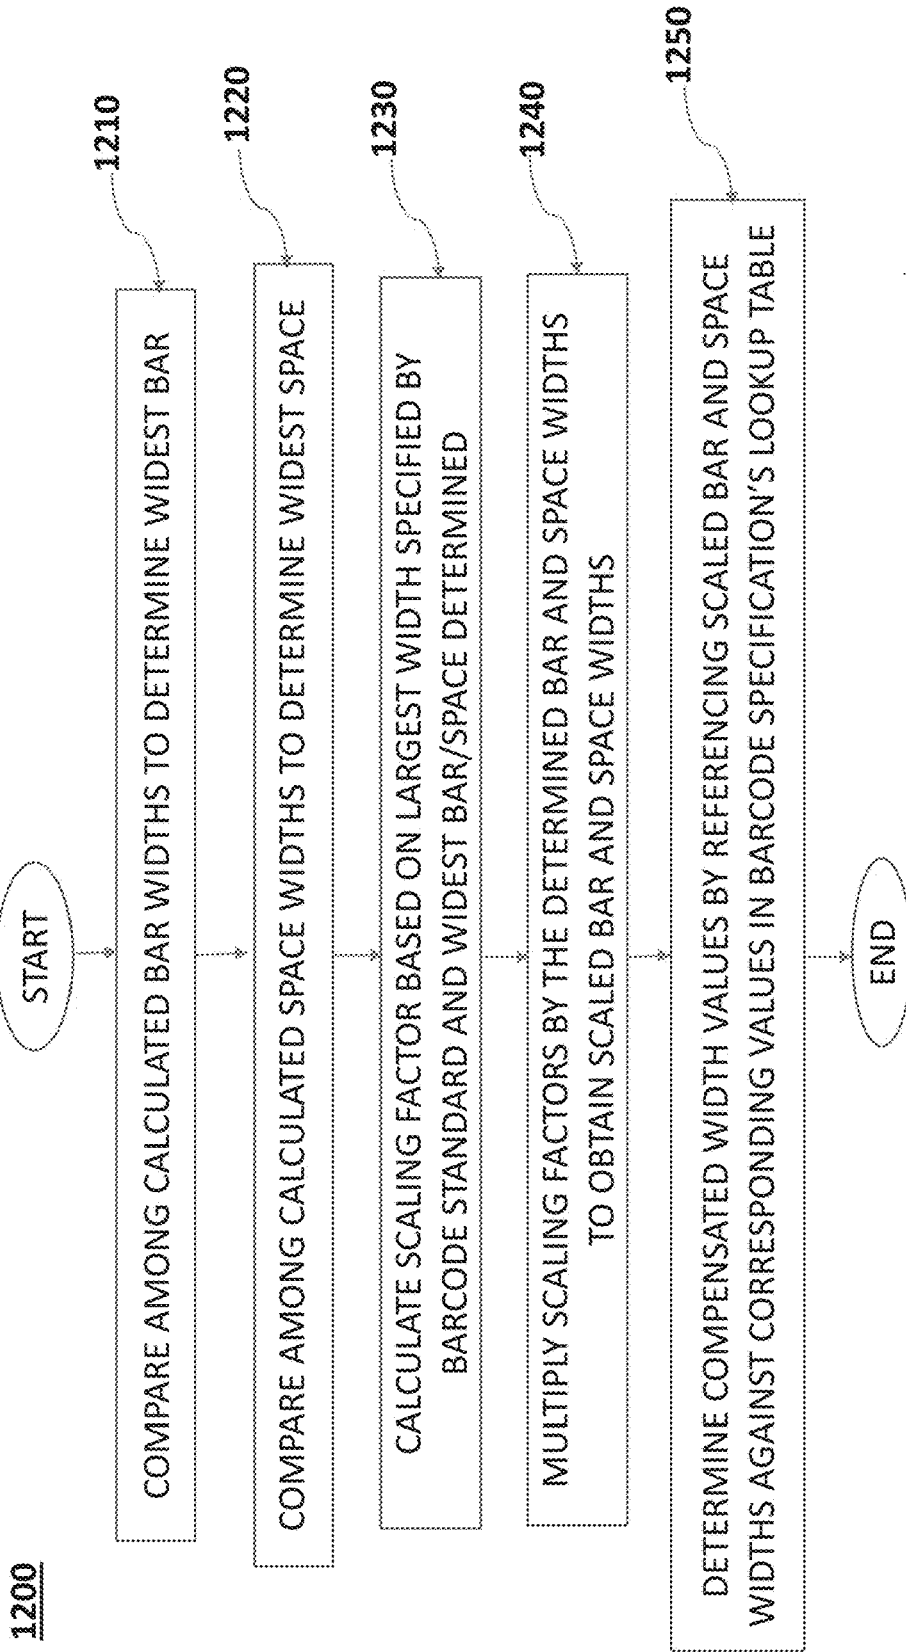 1200
START
COMPARE AMONG CALCULATED BAR WIDTHS TO DETERMINE WIDEST BAR
1210
COMPARE AMONG CALCULATED SPACE WIDTHS TO DETERMINE WIDEST SPACE
1220
CALCULATE SCALING FACTOR BASED ON LARGEST WIDTH SPECIFIED BY
BARCODE STANDARD AND WIDEST BAR/SPACE DETERMINED
1230
MULTIPLY SCALING FACTORS BY THE DETERMINED BAR AND SPACE WIDTHS
TO OBTAIN SCALED BAR AND SPACE WIDTHS
1240
DETERMINE COMPENSATED WIDTH VALUES BY REFERENCING SCALED BAR AND SPACE
WIDTHS AGAINST CORRESPONDING VALUES IN BARCODE SPECIFICATION'S LOOKUP TABLE
1250
END